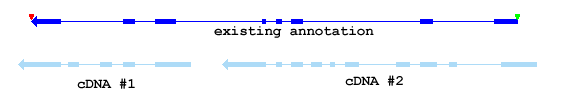 existing annotation
cDNA #1
cDNA #2